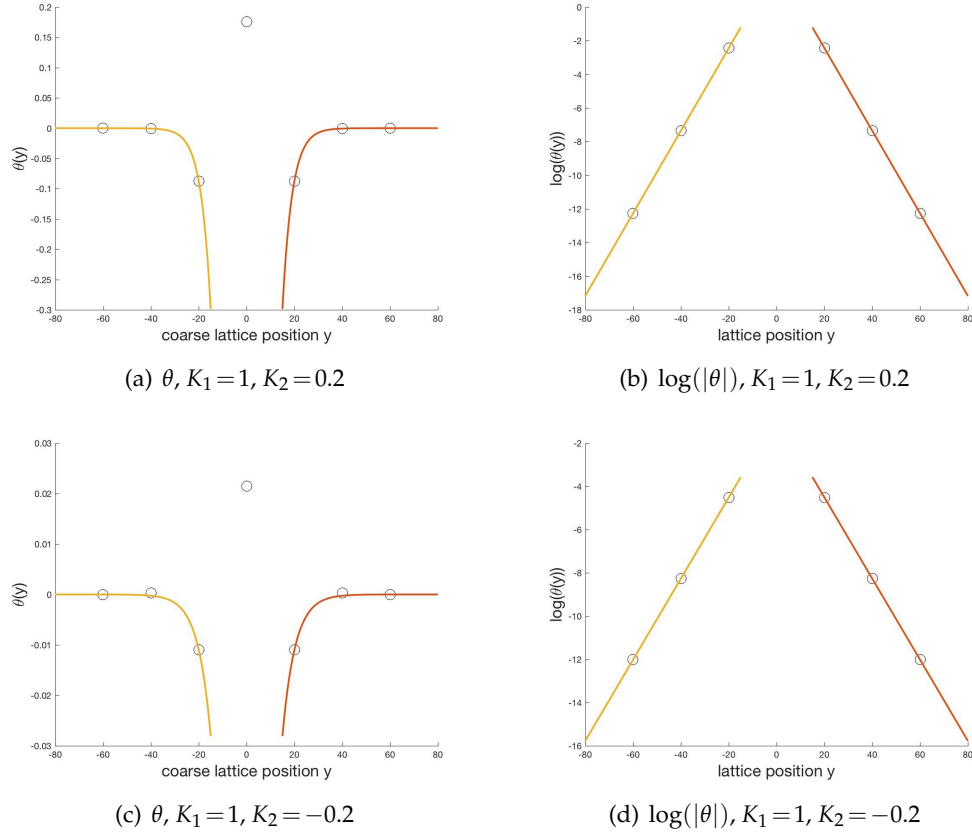 0.2
0.15
0.1
0.05
0
-0.05
-0.1
-0.15
-0.2
-0.25
-0.3
θ(y)
-80 -60 -40 -20 0 20 40 60 80
coarse lattice position y
(a) θ, K₁=1, K₂=0.2
0
-2
-4
-6
-8
-10
-12
-14
-16
-18
log(θ(y))
-80 -60 -40 -20 0 20 40 60 80
lattice position y
(b) log(|θ|), K₁=1, K₂=0.2
0.03
0.02
0.01
0
-0.01
-0.02
-0.03
θ(y)
-80 -60 -40 -20 0 20 40 60 80
coarse lattice position y
(c) θ, K₁=1, K₂=−0.2
-2
-4
-6
-8
-10
-12
-14
-16
log(θ(y))
-80 -60 -40 -20 0 20 40 60 80
lattice position y
(d) log(|θ|), K₁=1, K₂=−0.2